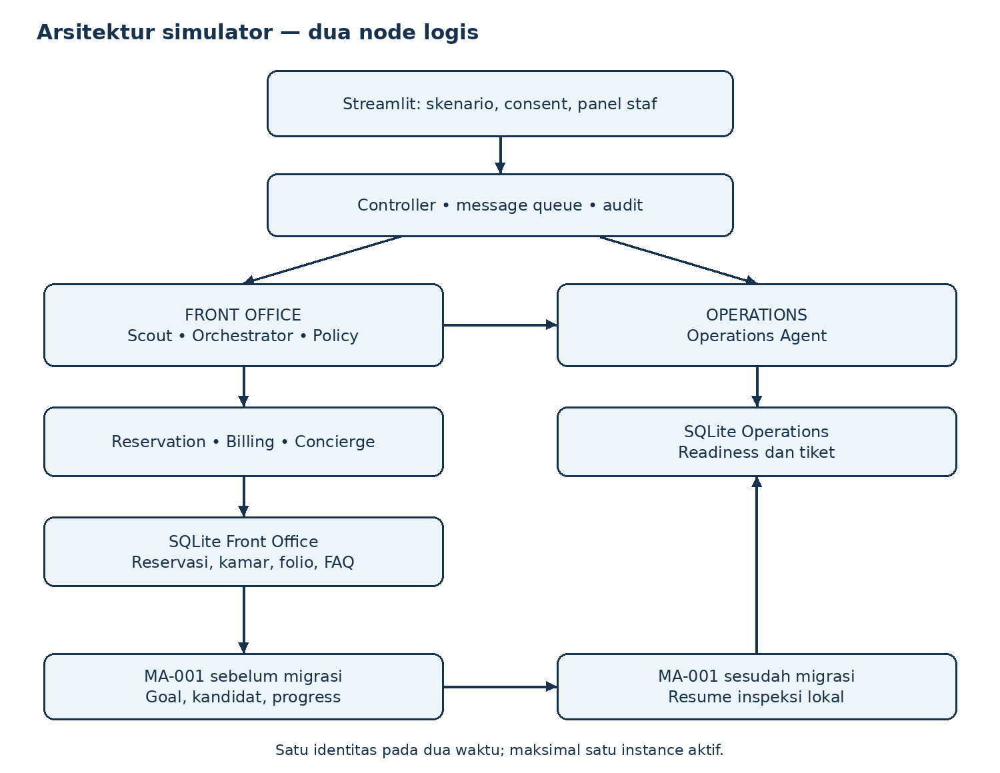 Arsitektur simulator — dua node logis
Streamlit: skenario, consent, panel staf
Controller • message queue • audit
FRONT OFFICE
Scout • Orchestrator • Policy
OPERATIONS
Operations Agent
Reservation • Billing • Concierge
SQLite Operations
Readiness dan tiket
SQLite Front Office
Reservasi, kamar, folio, FAQ
MA-001 sebelum migrasi
Goal, kandidat, progress
MA-001 sesudah migrasi
Resume inspeksi lokal
Satu identitas pada dua waktu; maksimal satu instance aktif.